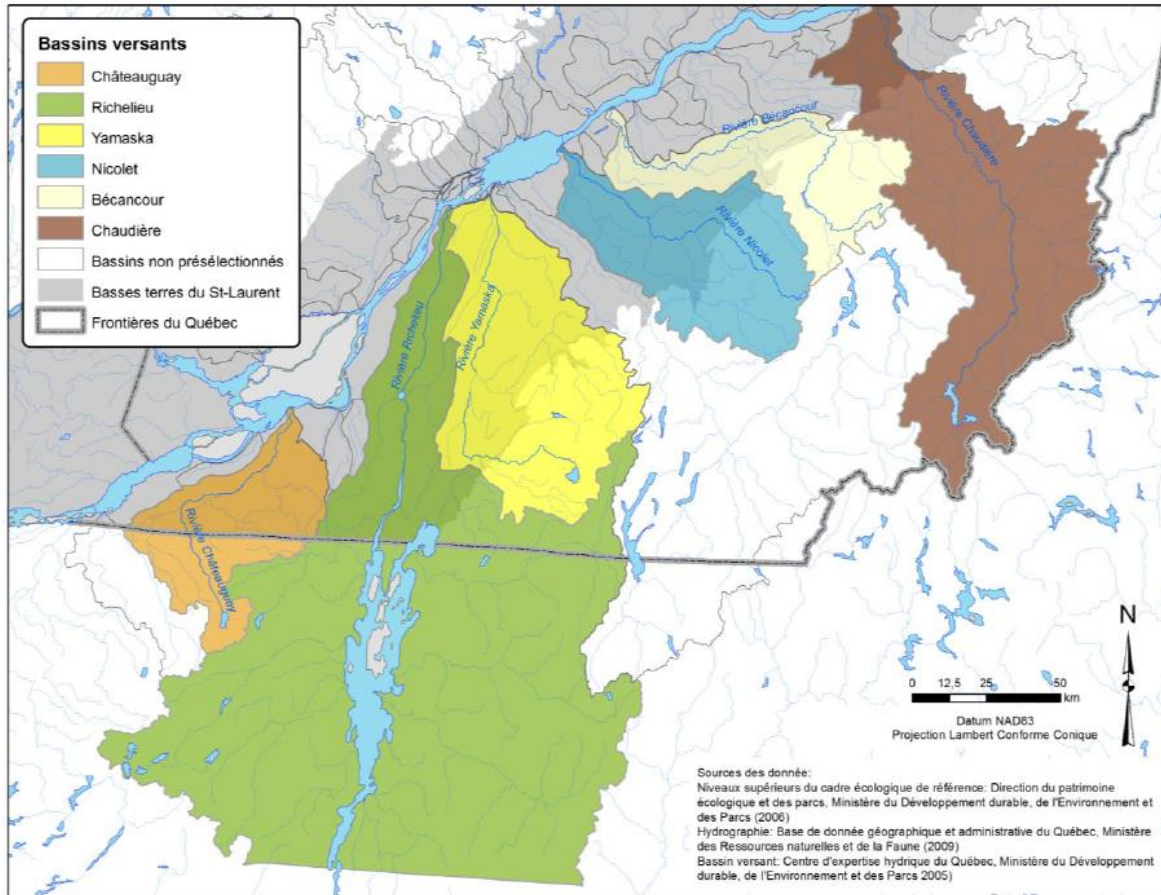 Bassins versants
Châteauguay
Richelieu
Yamaska
Nicolet
Bécancour
Chaudière
Bassins non présélectionnés
Basses terres du St-Laurent
Frontières du Québec
Rivière Bécancour
Rivière Chaudière
Rivière Nicolet
Rivière Richelieu
Rivière Yamaska
Rivière Châteauguay
N
0 12,5 25 50
km
Datum NAD83
Projection Lambert Conforme Conique
Sources des donnée:
Niveaux supérieurs du cadre écologique de référence: Direction du patrimoine
écologique et des parcs, Ministère du Développement durable, de l'Environnement et
des Parcs (2006)
Hydrographie: Base de donnée géographique et administrative du Québec, Ministère
des Ressources naturelles et de la Faune (2009)
Bassin versant: Centre d'expertise hydrique du Québec, Ministère du Développement
durable, de l'Environnement et des Parcs 2005)